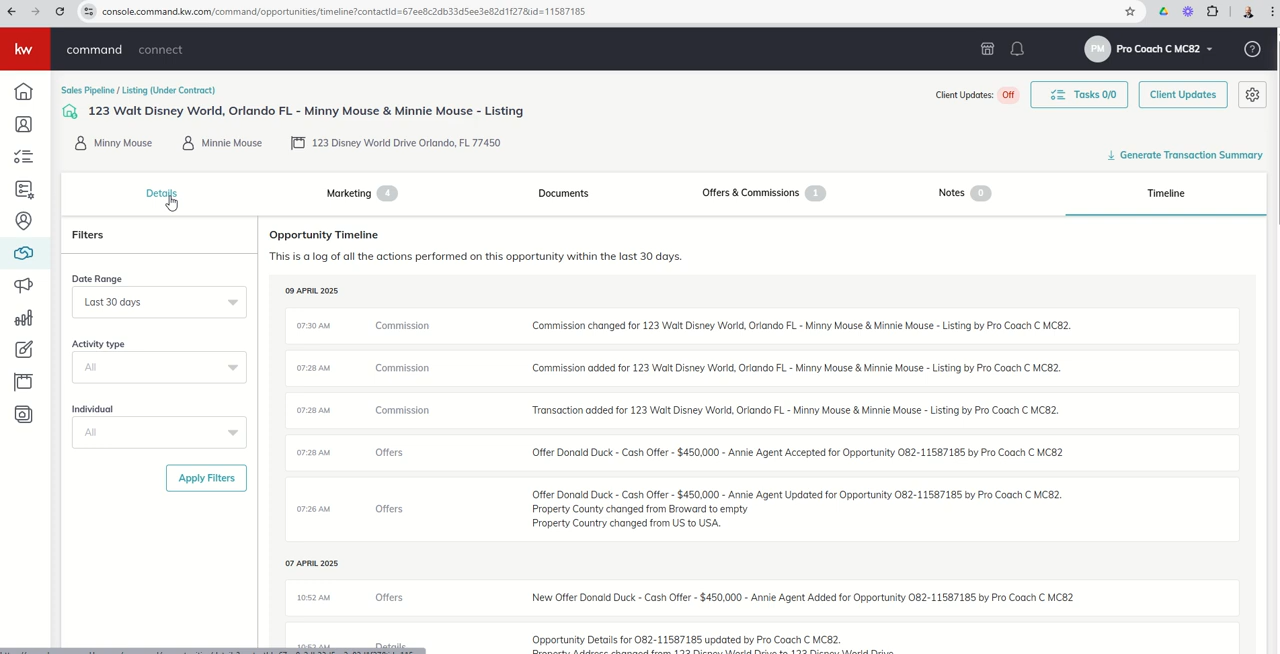 console.command.kw.com/command/opportunities/timeline?contactId=67ee8c2db33d5ee3e82d1f27&id=11587185
kw command connect PM Pro Coach C MC82
Sales Pipeline / Listing (Under Contract)
123 Walt Disney World, Orlando FL - Minny Mouse & Minnie Mouse - Listing
Client Updates: Off Tasks 0/0 Client Updates
Minny Mouse Minnie Mouse 123 Disney World Drive Orlando, FL 77450
Generate Transaction Summary
Details Marketing 4 Documents Offers & Commissions 1 Notes 0 Timeline
Filters
Date Range
Last 30 days
Activity type
All
Individual
All
Apply Filters
Opportunity Timeline
This is a log of all the actions performed on this opportunity within the last 30 days.
09 APRIL 2025
07:30 AM Commission Commission changed for 123 Walt Disney World, Orlando FL - Minny Mouse & Minnie Mouse - Listing by Pro Coach C MC82.
07:28 AM Commission Commission added for 123 Walt Disney World, Orlando FL - Minny Mouse & Minnie Mouse - Listing by Pro Coach C MC82.
07:28 AM Commission Transaction added for 123 Walt Disney World, Orlando FL - Minny Mouse & Minnie Mouse - Listing by Pro Coach C MC82.
07:28 AM Offers Offer Donald Duck - Cash Offer - $450,000 - Annie Agent Accepted for Opportunity O82-11587185 by Pro Coach C MC82
Offer Donald Duck - Cash Offer - $450,000 - Annie Agent Updated for Opportunity O82-11587185 by Pro Coach C MC82.
07:26 AM Offers Property County changed from Broward to empty
Property Country changed from US to USA.
07 APRIL 2025
10:52 AM Offers New Offer Donald Duck - Cash Offer - $450,000 - Annie Agent Added for Opportunity O82-11587185 by Pro Coach C MC82
Opportunity Details for O82-11587185 updated by Pro Coach C MC82.
10:52 AM Details Property Address changed from 123 Disney World Drive to 123 Disney World Drive